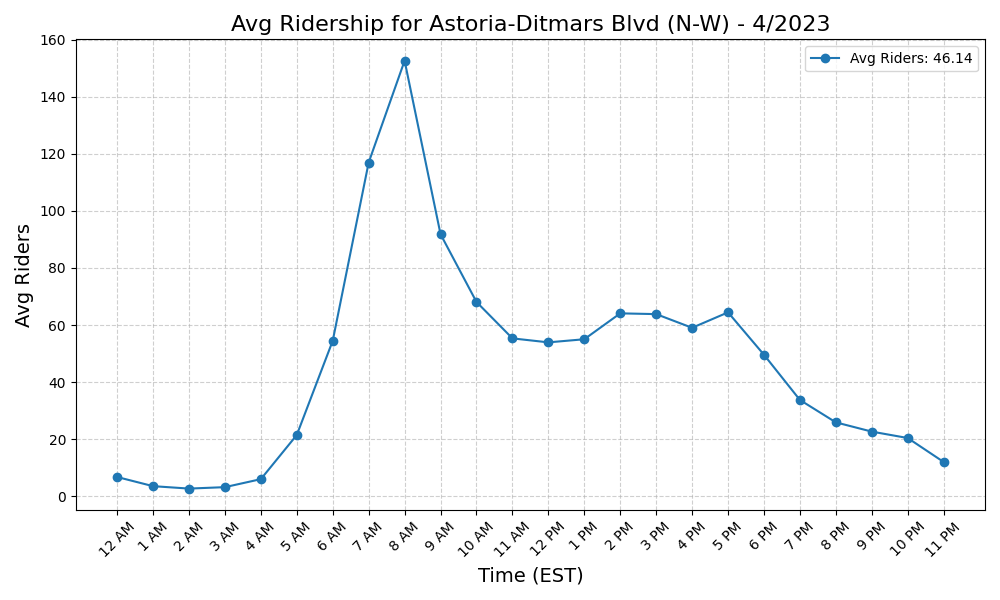 Avg Ridership for Astoria-Ditmars Blvd (N-W) - 4/2023
Avg Riders: 46.14
Avg Riders
160
140
120
100
80
60
40
20
0
12 AM
1 AM
2 AM
3 AM
4 AM
5 AM
6 AM
7 AM
8 AM
9 AM
10 AM
11 AM
12 PM
1 PM
2 PM
3 PM
4 PM
5 PM
6 PM
7 PM
8 PM
9 PM
10 PM
11 PM
Time (EST)